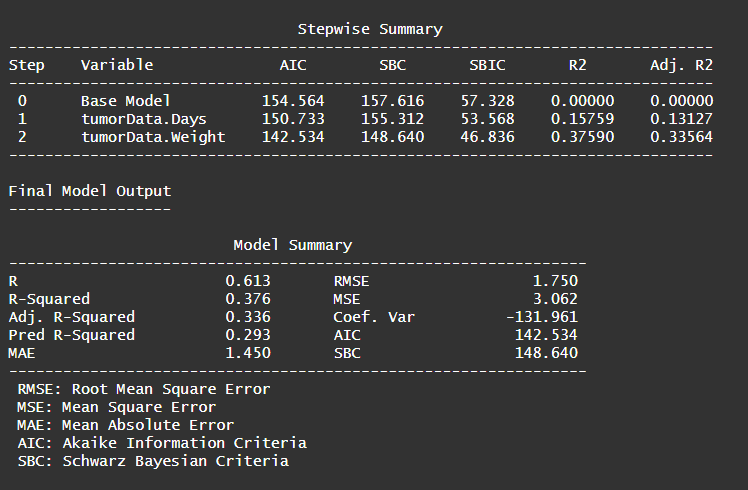 Stepwise Summary
------------------------------------------------------------------------------
Step    Variable              AIC        SBC       SBIC       R2       Adj. R2
------------------------------------------------------------------------------
 0      Base Model          154.564    157.616    57.328    0.00000    0.00000
 1      tumorData.Days      150.733    155.312    53.568    0.15759    0.13127
 2      tumorData.Weight    142.534    148.640    46.836    0.37590    0.33564
------------------------------------------------------------------------------
Final Model Output
------------------
Model Summary
----------------------------------------------------------------
R                       0.613       RMSE                  1.750
R-Squared               0.376       MSE                   3.062
Adj. R-Squared          0.336       Coef. Var          -131.961
Pred R-Squared          0.293       AIC                 142.534
MAE                     1.450       SBC                 148.640
----------------------------------------------------------------
 RMSE: Root Mean Square Error
 MSE: Mean Square Error
 MAE: Mean Absolute Error
 AIC: Akaike Information Criteria
 SBC: Schwarz Bayesian Criteria